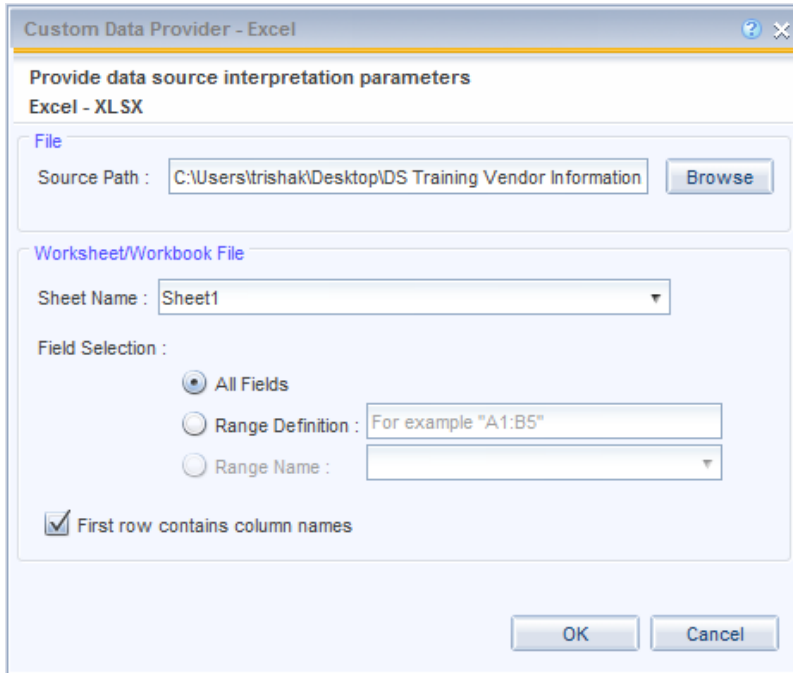 Custom Data Provider - Excel
Provide data source interpretation parameters
Excel - XLSX
File
Source Path : C:\Users\trishak\Desktop\DS Training Vendor Information Browse
Worksheet/Workbook File
Sheet Name : Sheet1
Field Selection :
All Fields
Range Definition : For example "A1:B5"
Range Name :
First row contains column names
OK Cancel